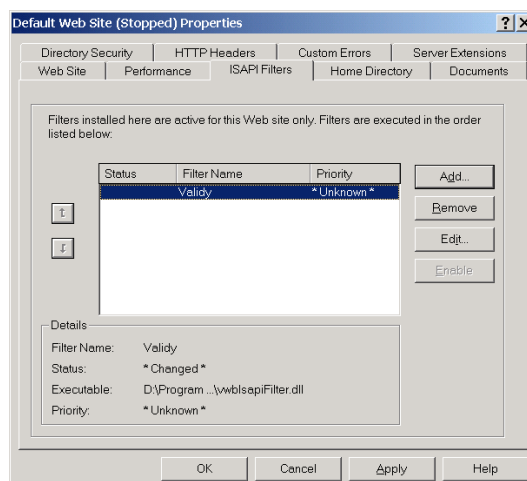 Default Web Site (Stopped) Properties
Directory Security HTTP Headers Custom Errors Server Extensions
Web Site Performance ISAPI Filters Home Directory Documents
Filters installed here are active for this Web site only. Filters are executed in the order
listed below:
Status Filter Name Priority
Validy * Unknown *
Add...
Remove
Edit...
Enable
Details
Filter Name: Validy
Status: * Changed *
Executable: D:\Program ...\vwbIsapiFilter.dll
Priority: * Unknown *
OK Cancel Apply Help